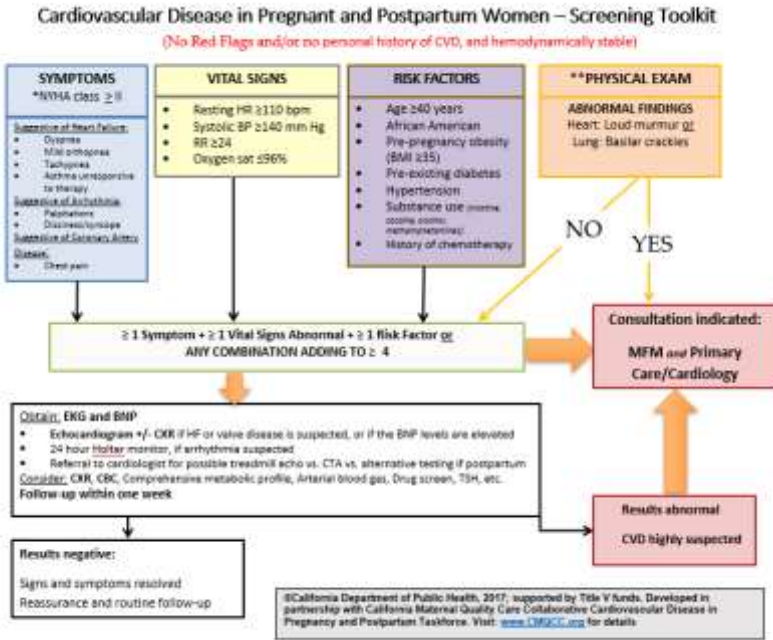 Cardiovascular Disease in Pregnant and Postpartum Women – Screening Toolkit
(No Red Flags and/or no personal history of CVD, and hemodynamically stable)
SYMPTOMS
*NYHA class ≥ II
Suggestive of Heart Failure:
• Dyspnea
• Mild orthopnea
• Tachypnea
• Asthma unresponsive
to therapy
Suggestive of Arrhythmia:
• Palpitations
• Dizziness/syncope
Suggestive of Coronary Artery
Disease:
• Chest pain
VITAL SIGNS
• Resting HR ≥110 bpm
• Systolic BP ≥140 mm Hg
• RR ≥24
• Oxygen sat ≤96%
RISK FACTORS
• Age ≥40 years
• African American
• Pre-pregnancy obesity
(BMI ≥35)
• Pre-existing diabetes
• Hypertension
• Substance use (nicotine,
cocaine, alcohol,
methamphetamines)
• History of chemotherapy
**PHYSICAL EXAM
ABNORMAL FINDINGS
Heart: Loud murmur or
Lung: Basilar crackles
NO
YES
≥ 1 Symptom + ≥ 1 Vital Signs Abnormal + ≥ 1 Risk Factor or
ANY COMBINATION ADDING TO ≥ 4
Consultation indicated:
MFM and Primary
Care/Cardiology
Obtain: EKG and BNP
• Echocardiogram +/- CXR if HF or valve disease is suspected, or if the BNP levels are elevated
• 24 hour Holter monitor, if arrhythmia suspected
• Referral to cardiologist for possible treadmill echo vs. CTA vs. alternative testing if postpartum
Consider: CXR, CBC, Comprehensive metabolic profile, Arterial blood gas, Drug screen, TSH, etc.
Follow-up within one week
Results abnormal
CVD highly suspected
Results negative:
Signs and symptoms resolved
Reassurance and routine follow-up
©California Department of Public Health, 2017; supported by Title V funds. Developed in
partnership with California Maternal Quality Care Collaborative Cardiovascular Disease in
Pregnancy and Postpartum Taskforce. Visit: www.CMQCC.org for details